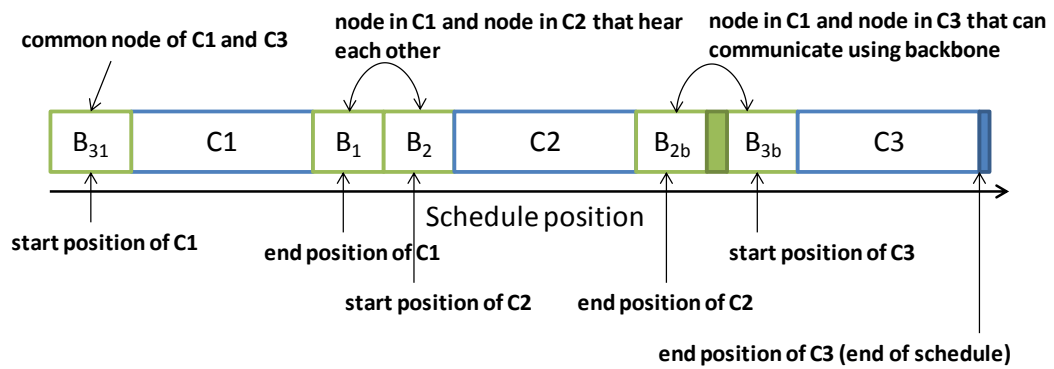 common node of C1 and C3
node in C1 and node in C2 that hear
each other
node in C1 and node in C3 that can
communicate using backbone
B31 C1 B1 B2 C2 B2b B3b C3
Schedule position
start position of C1
end position of C1
start position of C2
end position of C2
start position of C3
end position of C3 (end of schedule)